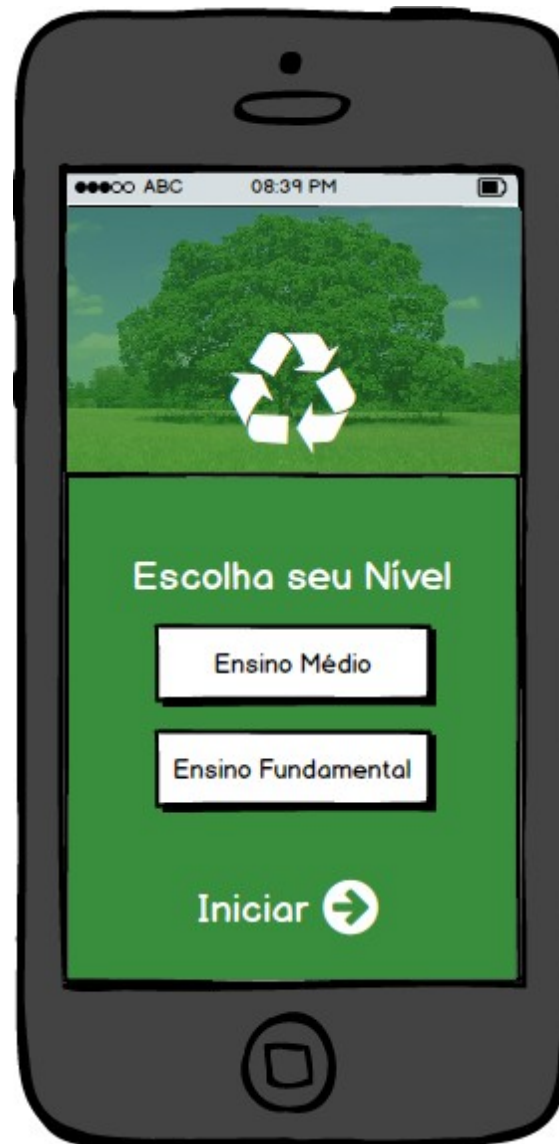 ABC 08:39 PM
Escolha seu Nível
Ensino Médio
Ensino Fundamental
Iniciar